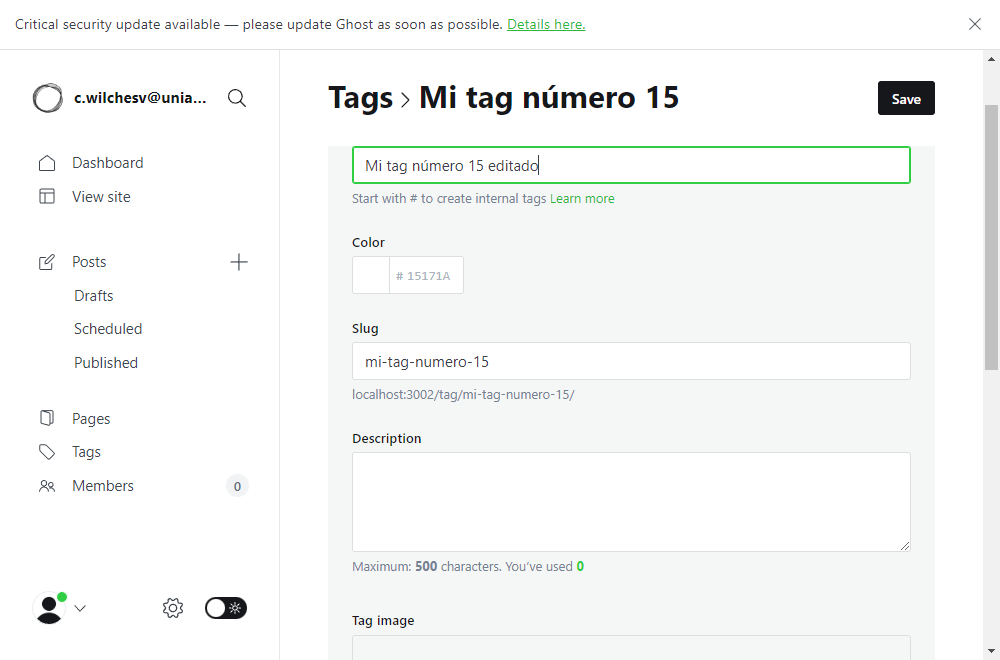 Critical security update available — please update Ghost as soon as possible. Details here.
c.wilchesv@unia...
Dashboard
View site
Posts
Drafts
Scheduled
Published
Pages
Tags
Members 0
Tags > Mi tag número 15
Save
Mi tag número 15 editado
Start with # to create internal tags Learn more
Color
# 15171A
Slug
mi-tag-numero-15
localhost:3002/tag/mi-tag-numero-15/
Description
Maximum: 500 characters. You’ve used 0
Tag image